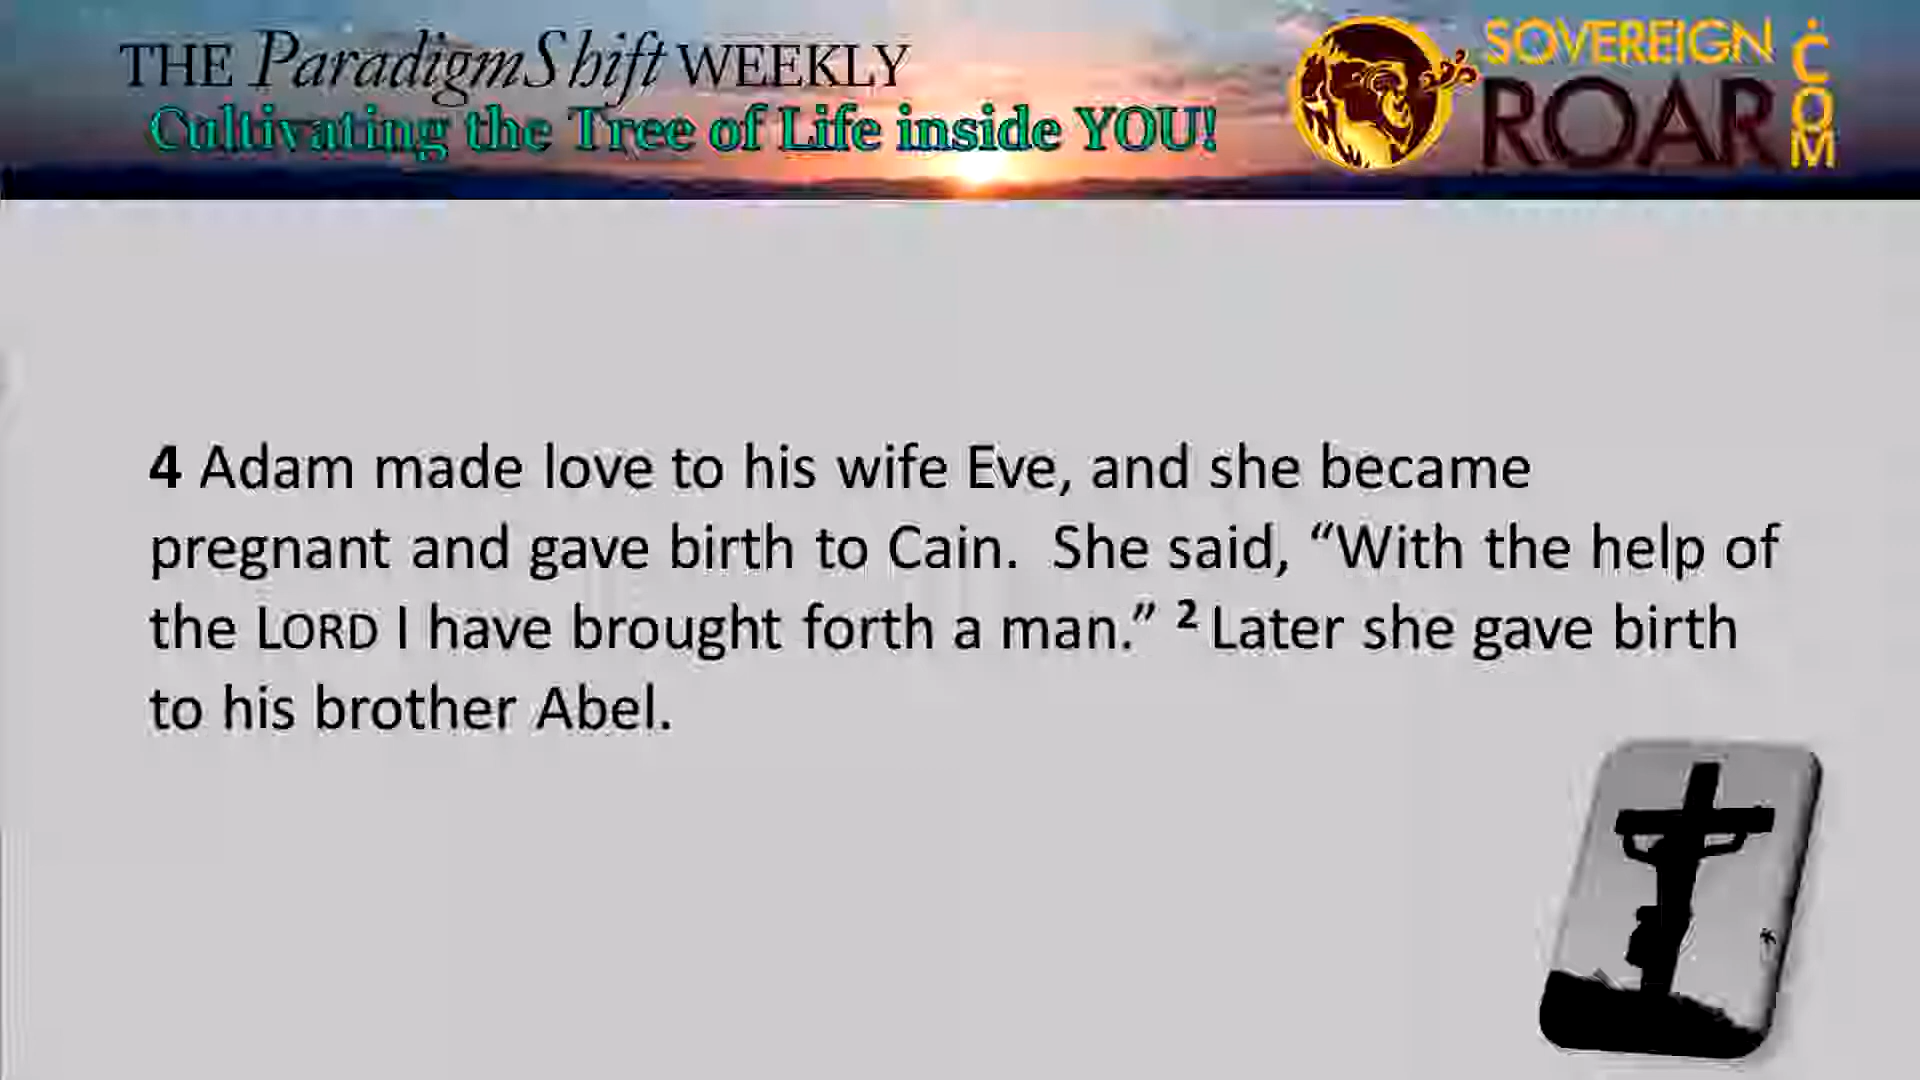 THE ParadigmShift WEEKLY
Cultivating the Tree of Life inside YOU!
SOVEREIGN
ROAR
.COM
4 Adam made love to his wife Eve, and she became
pregnant and gave birth to Cain.  She said, “With the help of
the LORD I have brought forth a man.” ² Later she gave birth
to his brother Abel.